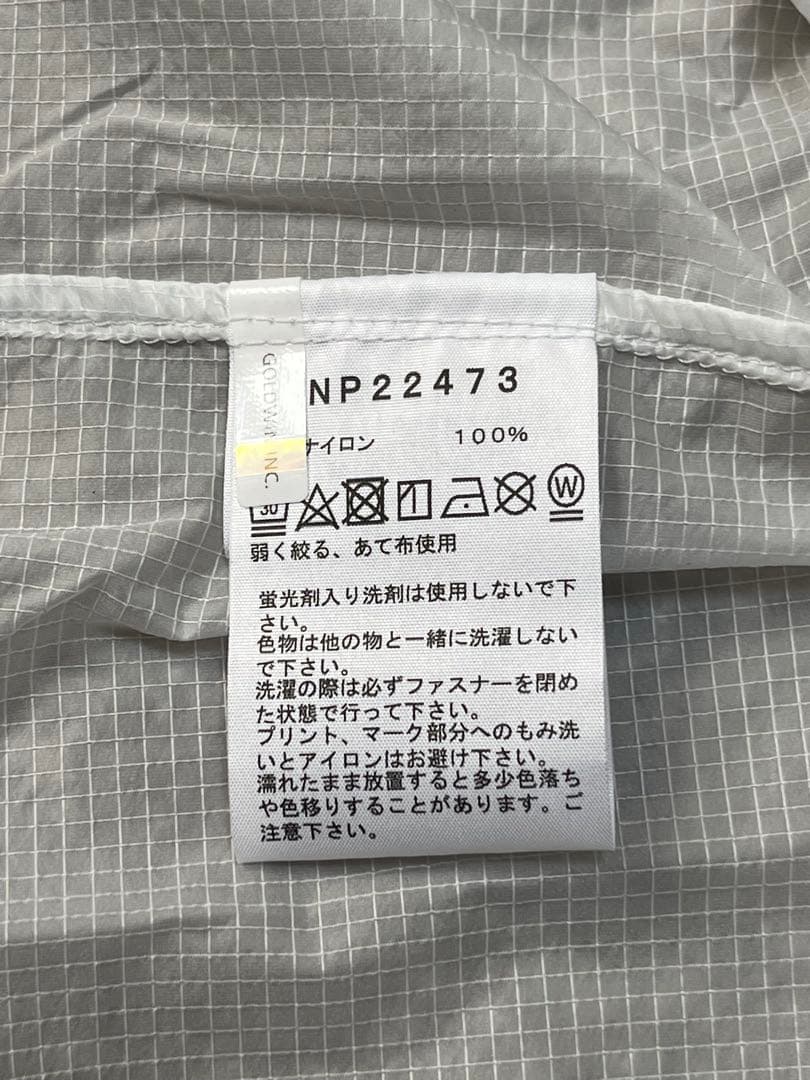 NP22473
GOLDWIN INC.
ナイロン 100%
30
W
弱く絞る、あて布使用
蛍光剤入り洗剤は使用しないで下
さい。
色物は他の物と一緒に洗濯しない
で下さい。
洗濯の際は必ずファスナーを閉め
た状態で行って下さい。
プリント、マーク部分へのもみ洗
いとアイロンはお避け下さい。
濡れたまま放置すると多少色落ち
や色移りすることがあります。ご
注意下さい。